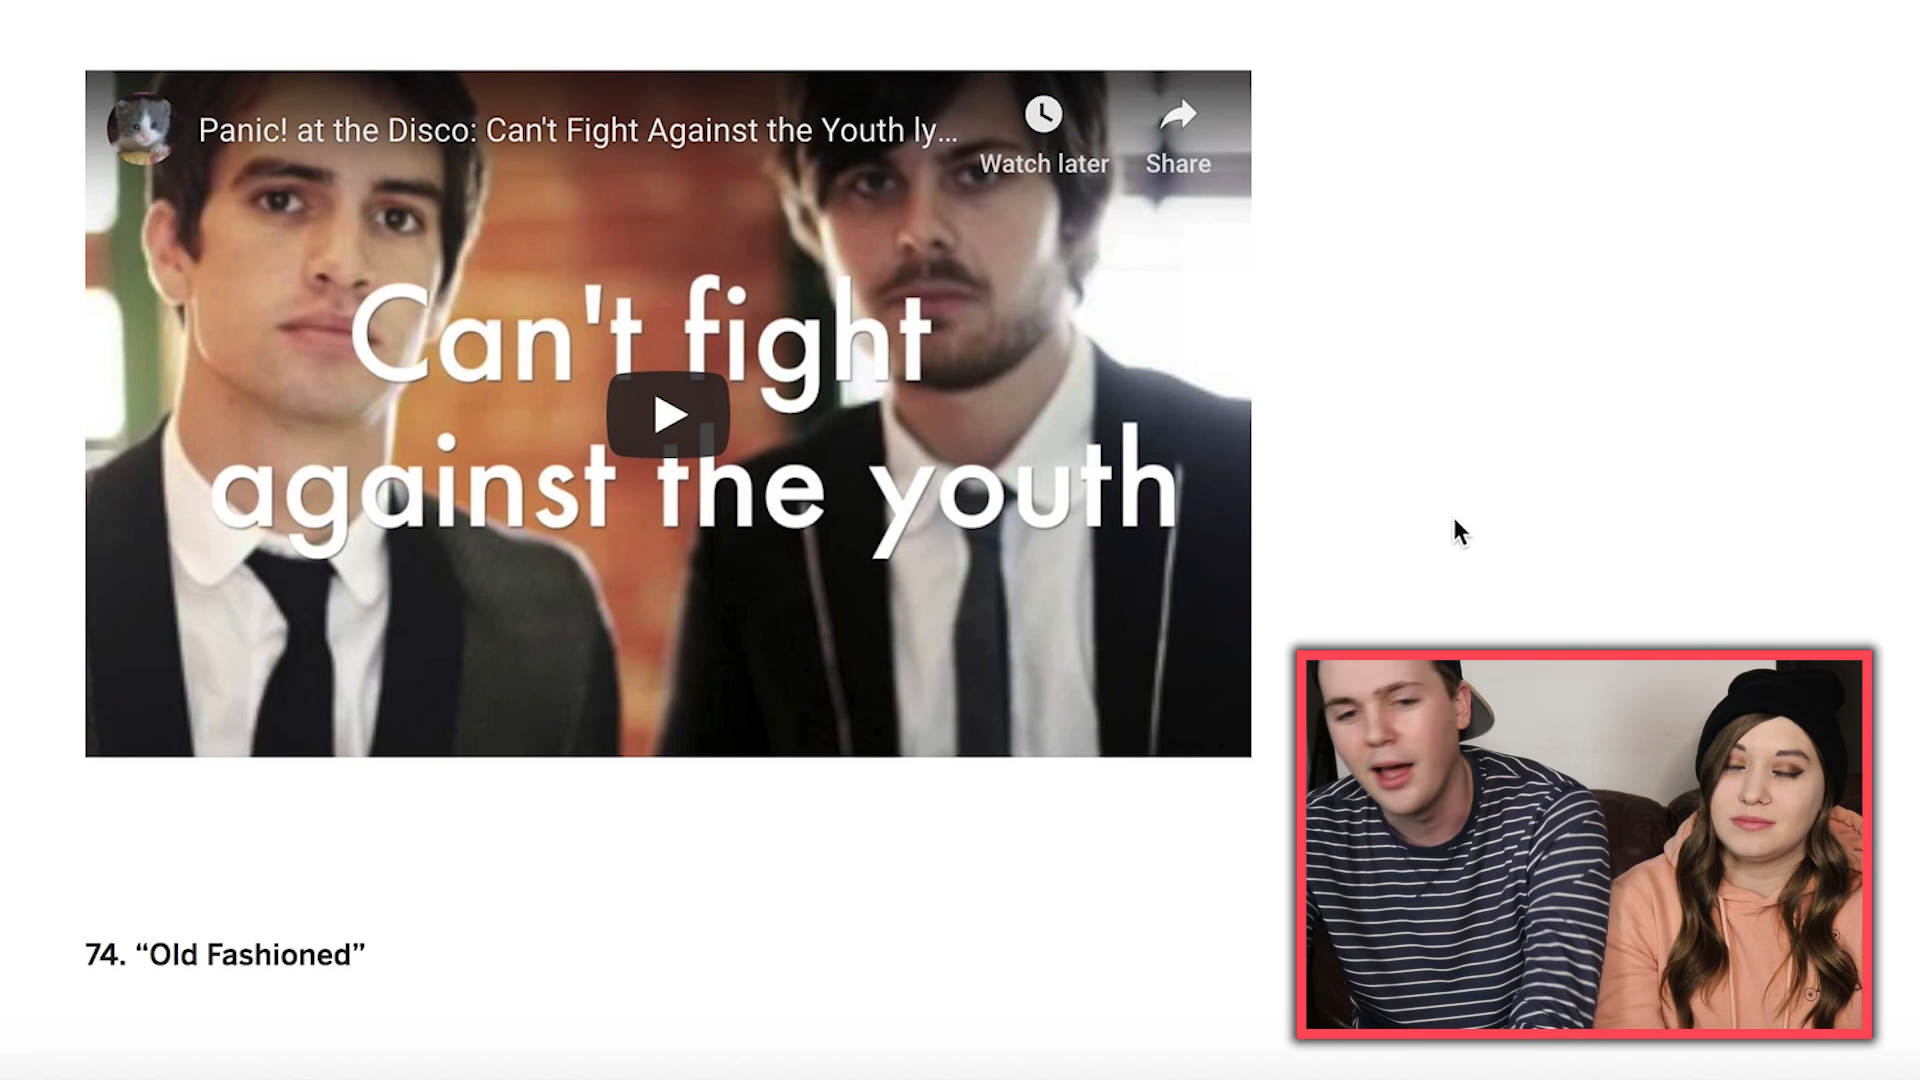 Panic! at the Disco: Can't Fight Against the Youth ly...
Watch later
Share
Can't fight
against the youth
74. “Old Fashioned”